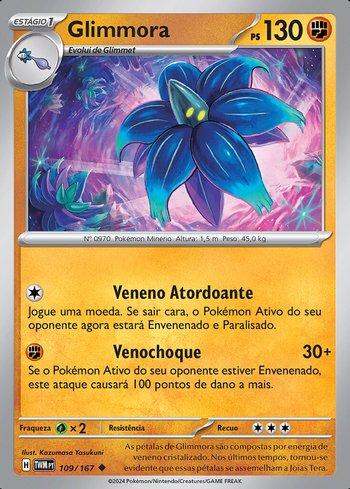 ESTÁGIO 1
Glimmora
PS 130
Evolui de Glimmet
Nº 0970 Pokémon Minério Altura: 1,5 m Peso: 45,0 kg
Veneno Atordoante
Jogue uma moeda. Se sair cara, o Pokémon Ativo do seu
oponente agora estará Envenenado e Paralisado.
Venochoque 30+
Se o Pokémon Ativo do seu oponente estiver Envenenado,
este ataque causará 100 pontos de dano a mais.
Fraqueza ×2 Resistência Recuo
Ilust. Kazumasa Yasukuni
H TWM PT 109/167
As pétalas de Glimmora são compostas por energia de
veneno cristalizado. Nos últimos tempos, tornou-se
evidente que essas pétalas se assemelham a Joias Tera.
©2024 Pokémon/Nintendo/Creatures/GAME FREAK